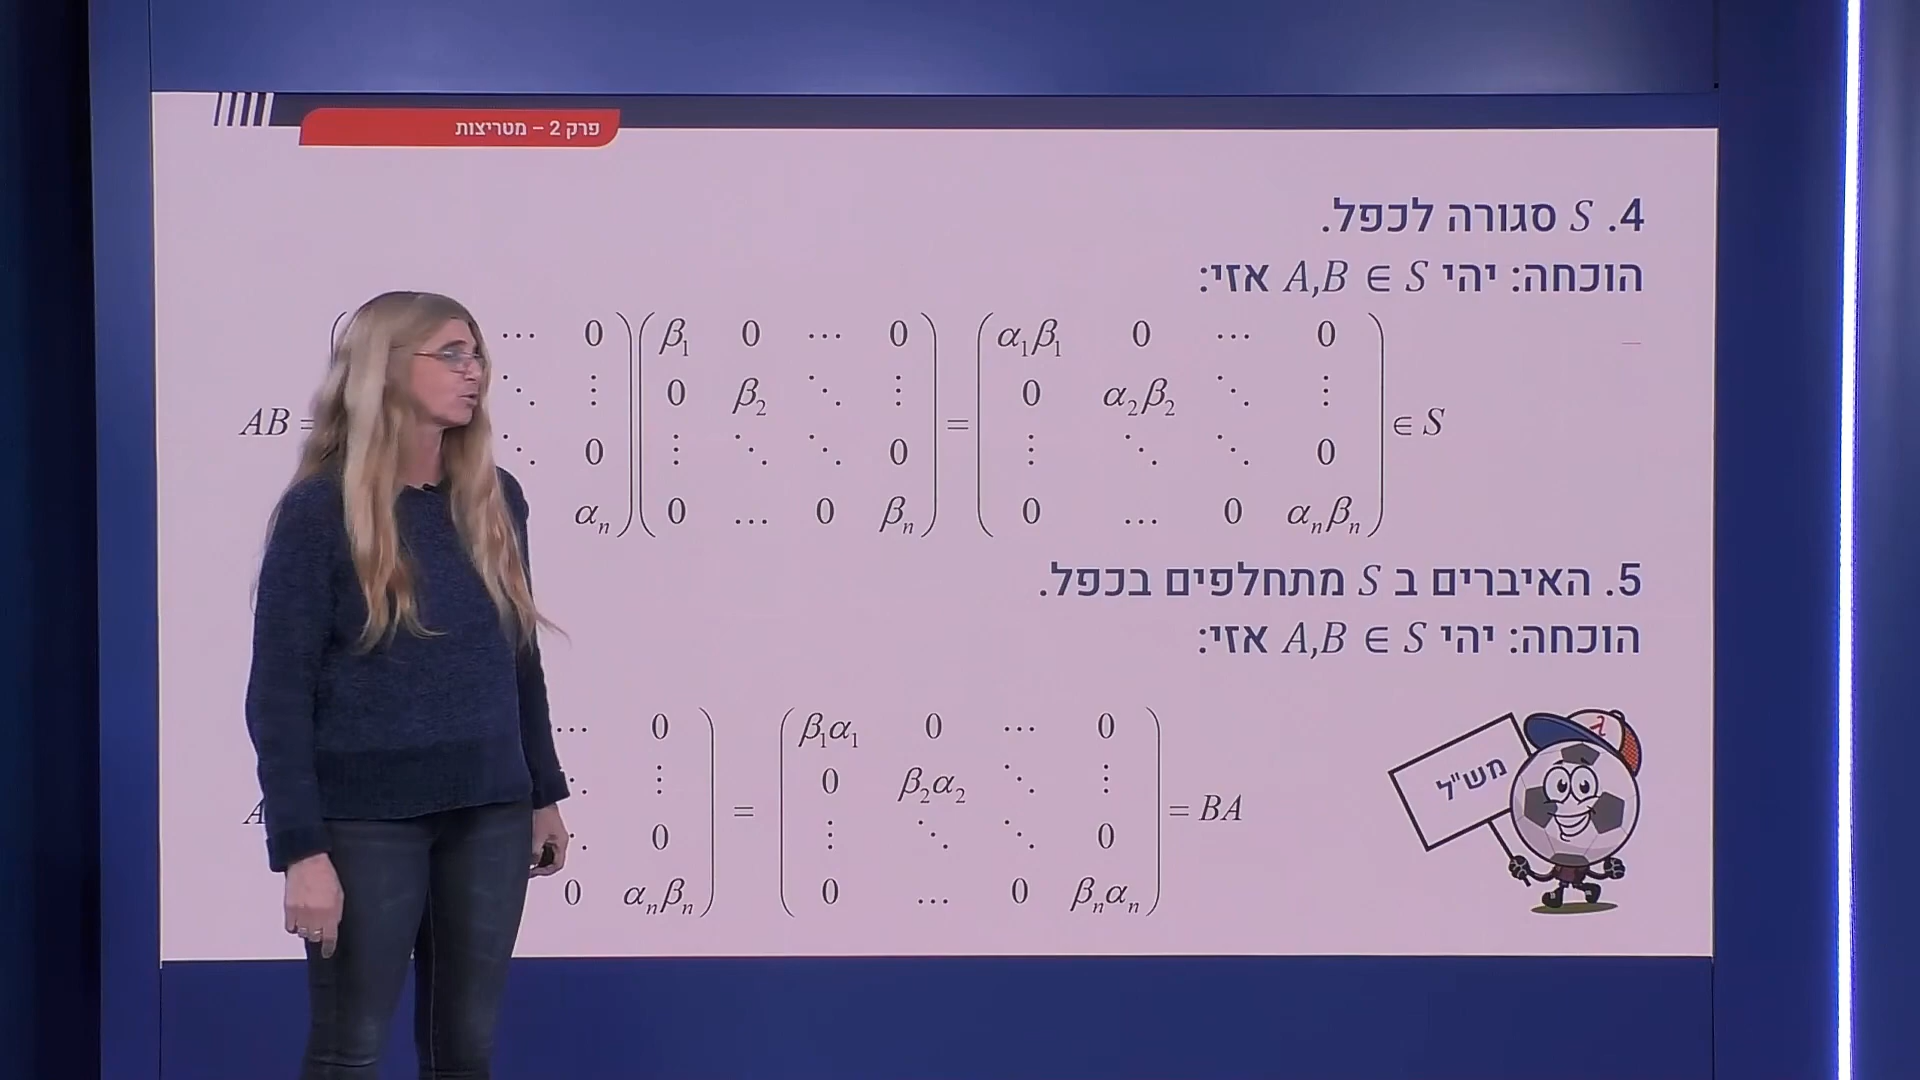 פרק 2 – מטריצות
4. S סגורה לכפל.
הוכחה: יהי A,B ∈ S אזי:
⋯ 0 β₁ 0 ⋯ 0 α₁β₁ 0 ⋯ 0
⋱ ⋮ 0 β₂ ⋱ ⋮ 0 α₂β₂ ⋱ ⋮
AB = = ∈ S
⋱ 0 ⋮ ⋱ ⋱ 0 ⋮ ⋱ ⋱ 0
αₙ 0 … 0 βₙ 0 … 0 αₙβₙ
5. האיברים ב S מתחלפים בכפל.
הוכחה: יהי A,B ∈ S אזי:
⋯ 0 β₁α₁ 0 ⋯ 0
⋱ ⋮ 0 β₂α₂ ⋱ ⋮
A = = BA
⋱ 0 ⋮ ⋱ ⋱ 0
0 αₙβₙ 0 … 0 βₙαₙ
λ
מש"ל